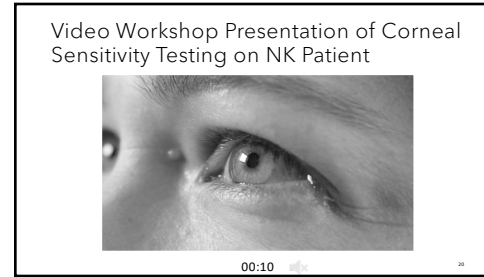 Video Workshop Presentation of Corneal
Sensitivity Testing on NK Patient
00:10
20